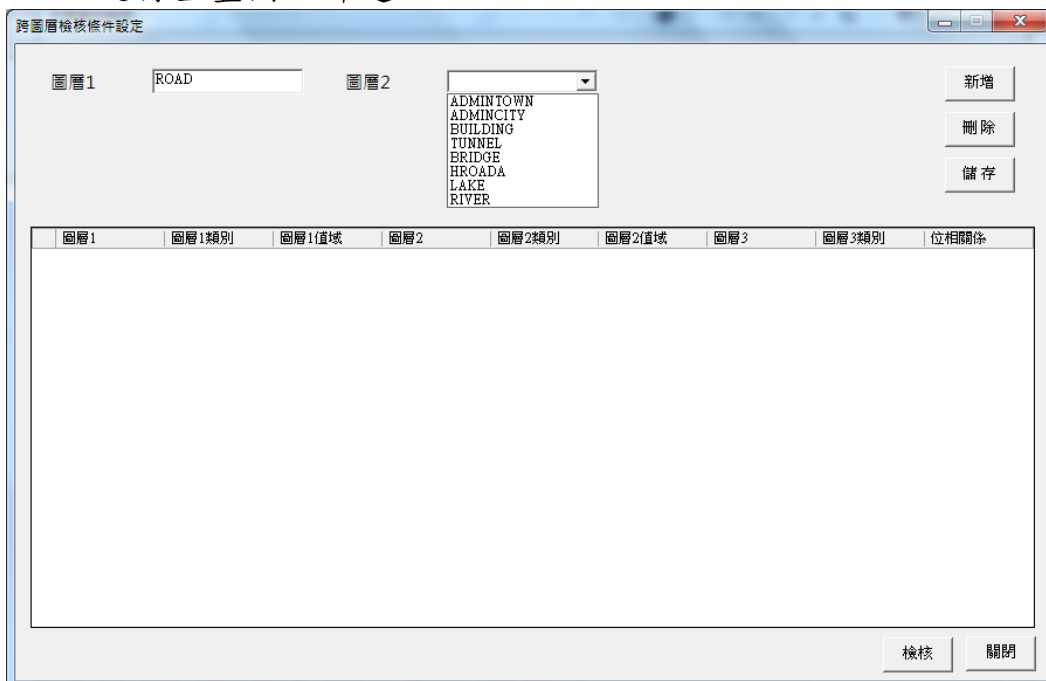 跨圖層檢核條件設定
圖層1 ROAD 圖層2 新增
ADMINTOWN
ADMINCITY
BUILDING
TUNNEL
BRIDGE
HROADA
LAKE
RIVER
刪除
儲存
圖層1 圖層1類別 圖層1值域 圖層2 圖層2類別 圖層2值域 圖層3 圖層3類別 位相關係
檢核 關閉